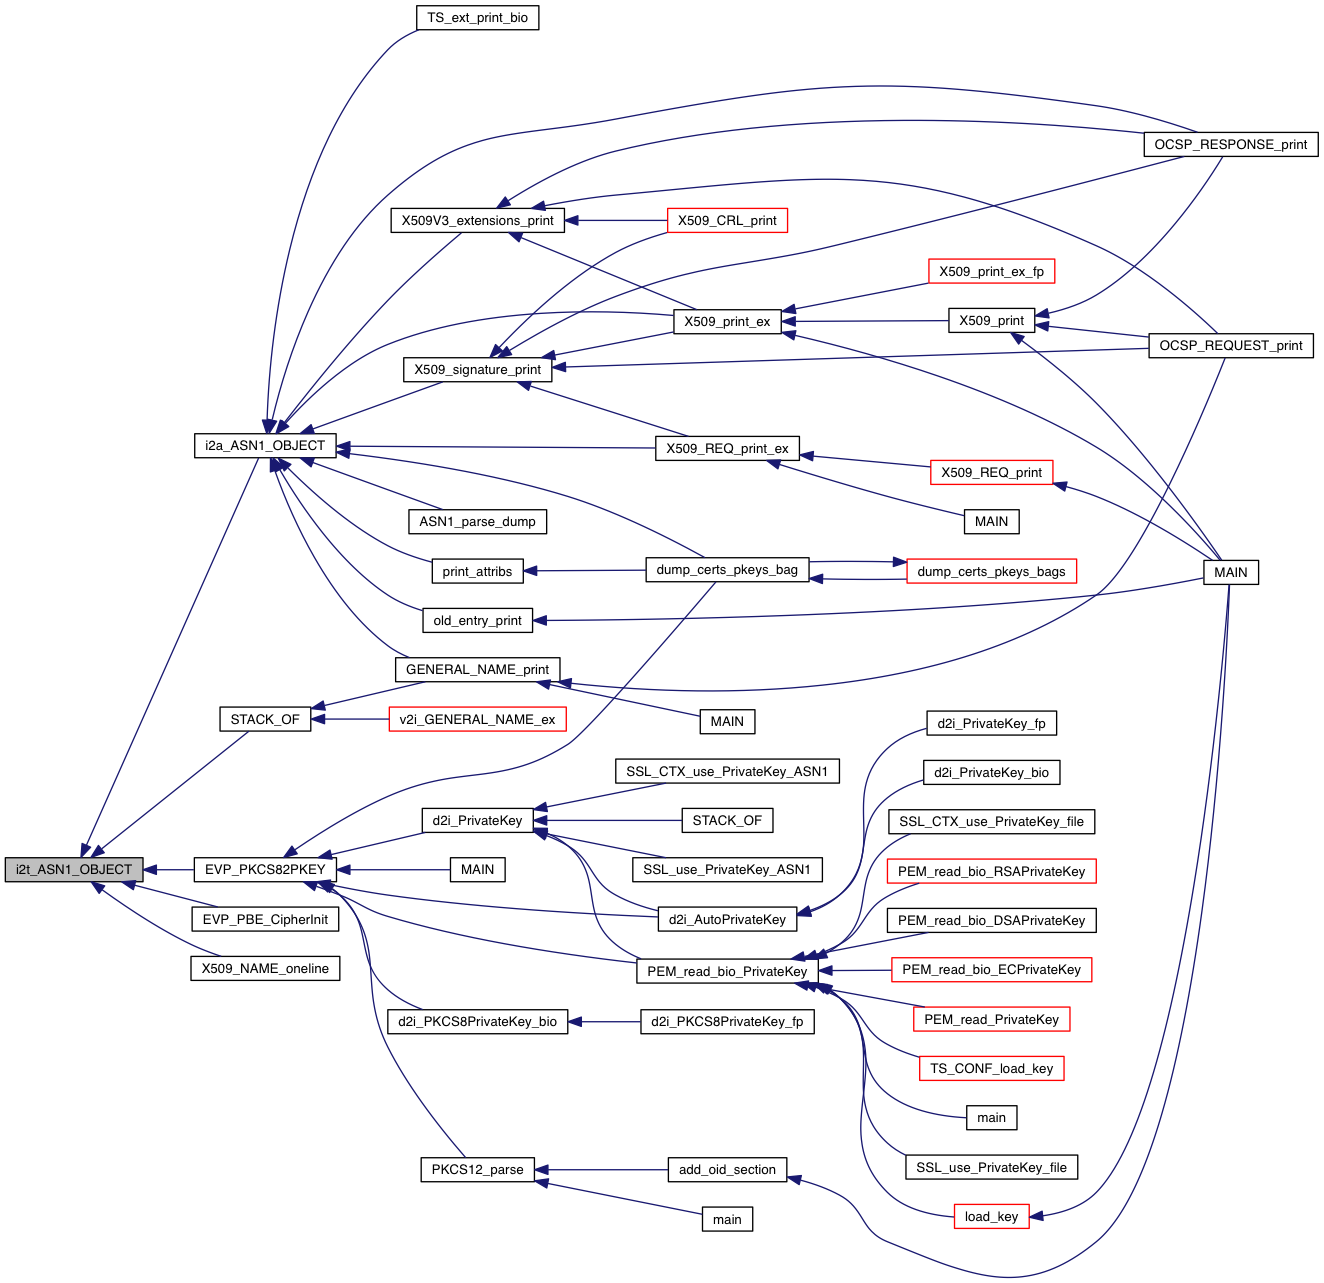 TS_ext_print_bio
OCSP_RESPONSE_print
X509V3_extensions_print
X509_CRL_print
X509_print_ex_fp
X509_print_ex
X509_print
OCSP_REQUEST_print
X509_signature_print
i2a_ASN1_OBJECT
X509_REQ_print_ex
X509_REQ_print
ASN1_parse_dump
MAIN
print_attribs
dump_certs_pkeys_bag
dump_certs_pkeys_bags
MAIN
old_entry_print
GENERAL_NAME_print
STACK_OF
v2i_GENERAL_NAME_ex
MAIN
d2i_PrivateKey_fp
SSL_CTX_use_PrivateKey_ASN1
d2i_PrivateKey_bio
d2i_PrivateKey
STACK_OF
SSL_CTX_use_PrivateKey_file
i2t_ASN1_OBJECT
EVP_PKCS82PKEY
MAIN
SSL_use_PrivateKey_ASN1
PEM_read_bio_RSAPrivateKey
EVP_PBE_CipherInit
d2i_AutoPrivateKey
PEM_read_bio_DSAPrivateKey
X509_NAME_oneline
PEM_read_bio_PrivateKey
PEM_read_bio_ECPrivateKey
d2i_PKCS8PrivateKey_bio
d2i_PKCS8PrivateKey_fp
PEM_read_PrivateKey
TS_CONF_load_key
main
PKCS12_parse
add_oid_section
SSL_use_PrivateKey_file
main
load_key